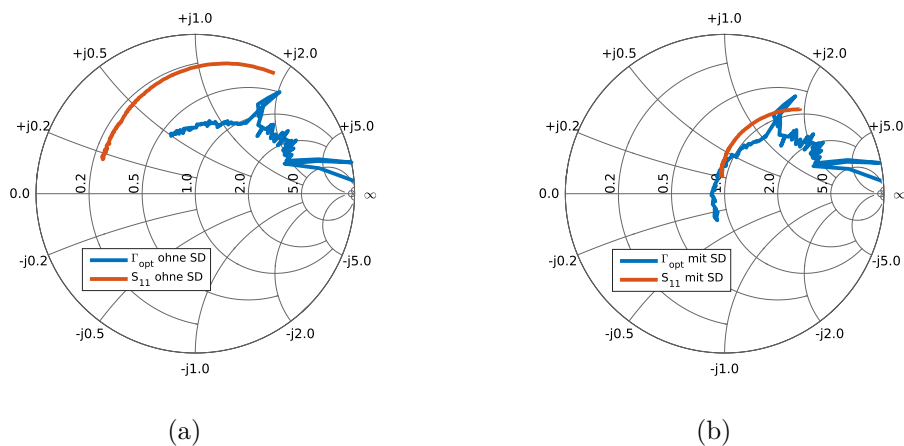 +j1.0
+j0.5
+j2.0
+j0.2
+j5.0
0.0
0.2
0.5
1.0
2.0
5.0
∞
-j0.2
-j5.0
Γopt ohne SD
S11 ohne SD
-j0.5
-j2.0
-j1.0
(a)
+j1.0
+j0.5
+j2.0
+j0.2
+j5.0
0.0
0.2
0.5
1.0
2.0
5.0
∞
-j0.2
-j5.0
Γopt mit SD
S11 mit SD
-j0.5
-j2.0
-j1.0
(b)